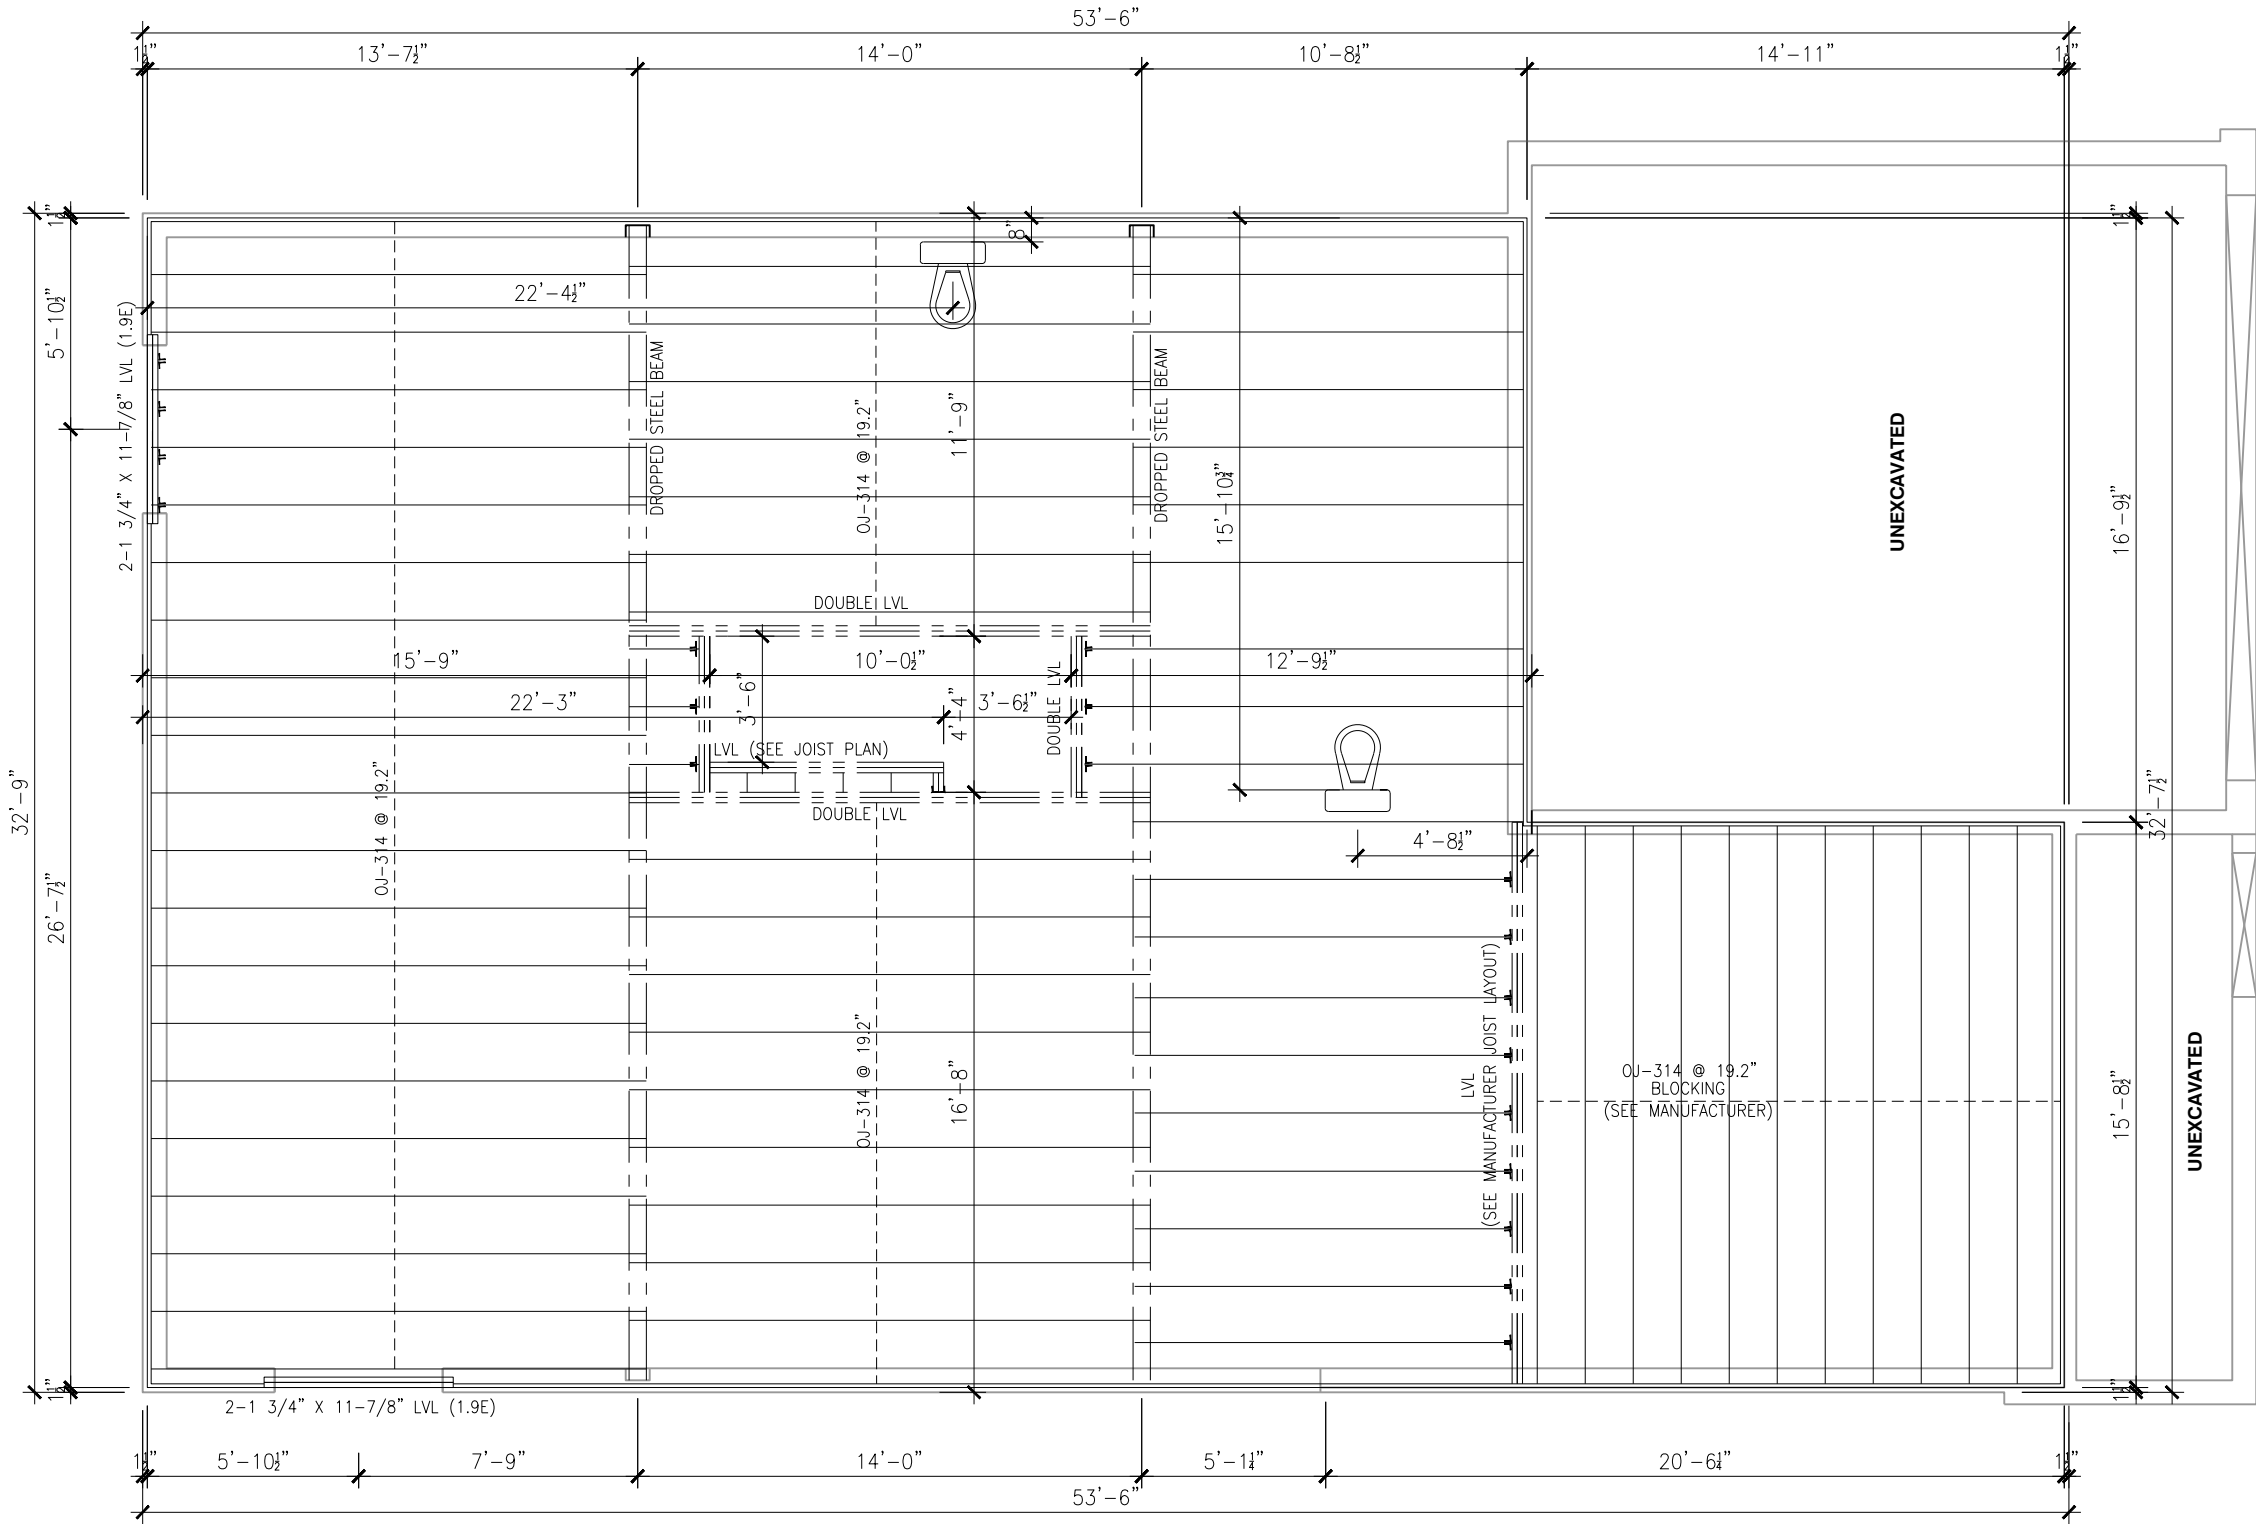 53'-6"
1½" 13'-7½" 14'-0" 10'-8½" 14'-11" 1½"
1½"
8"
1½"
22'-4½"
5'-10½"
2-1 3/4" X 11-7/8" LVL (1.9E)
DROPPED STEEL BEAM
OJ-314 @ 19.2"
11'-9"
DROPPED STEEL BEAM
15'-10¾"
UNEXCAVATED
16'-9½"
DOUBLE LVL
15'-9" 10'-0½" 12'-9½"
22'-3" 3'-6" 4'-4" 3'-6½"
DOUBLE LVL
LVL (SEE JOIST PLAN)
DOUBLE LVL
32'-9"
OJ-314 @ 19.2"
32'-7½"
4'-8½"
26'-7½"
OJ-314 @ 19.2"
16'-8"
LVL
(SEE MANUFACTURER JOIST LAYOUT)
OJ-314 @ 19.2"
BLOCKING
(SEE MANUFACTURER)
15'-8½"
UNEXCAVATED
1½"
1½"
2-1 3/4" X 11-7/8" LVL (1.9E)
1½" 5'-10½" 7'-9" 14'-0" 5'-1¼" 20'-6¼" 1½"
53'-6"